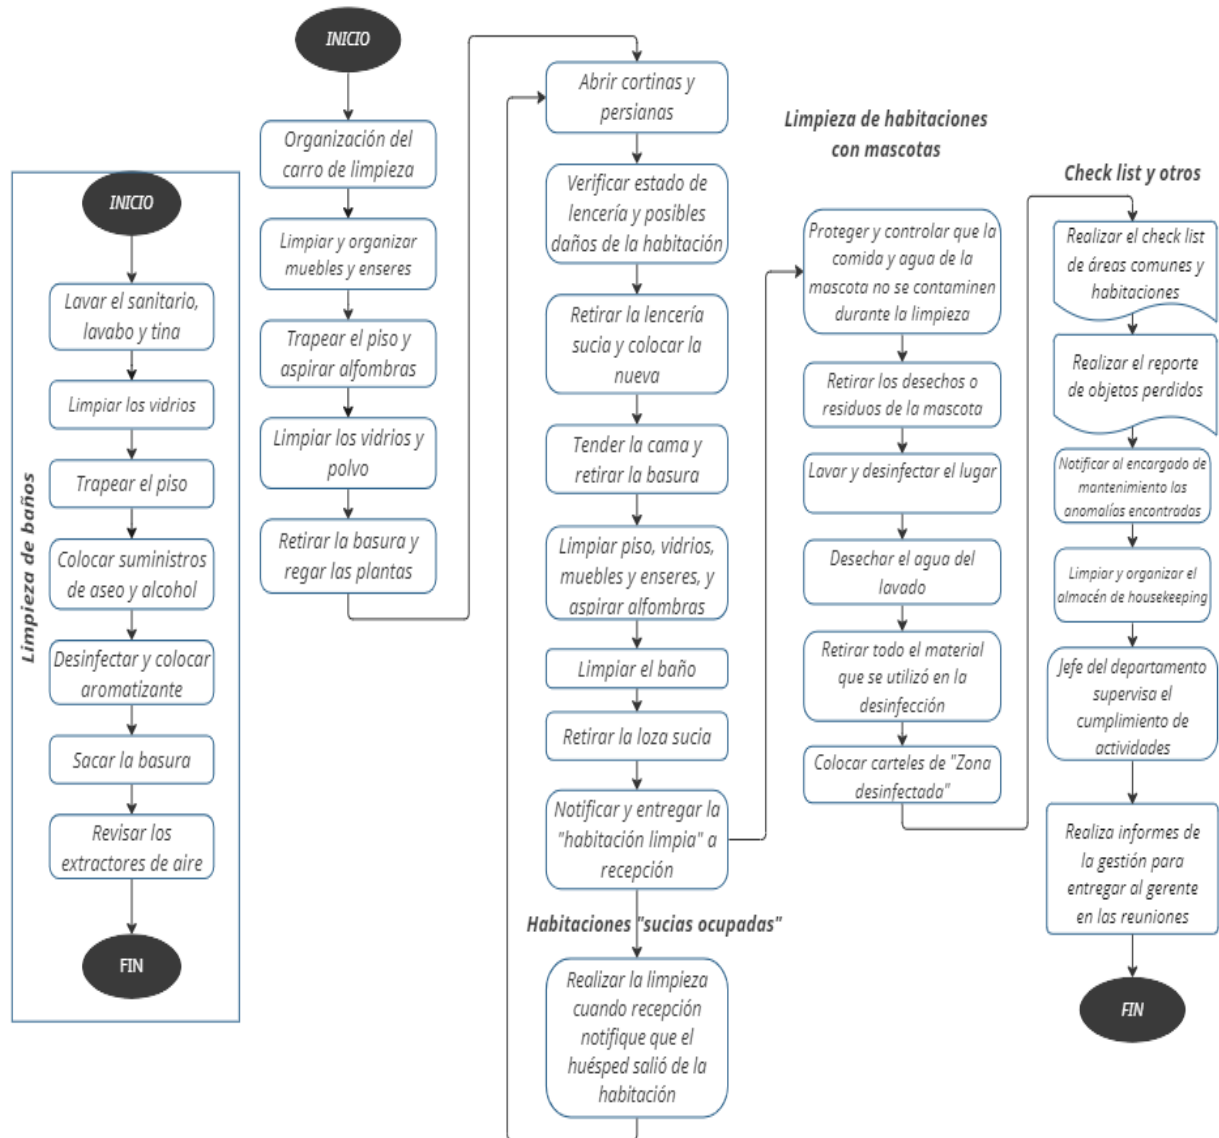 Limpieza de baños
INICIO
Lavar el sanitario,
lavabo y tina
Limpiar los vidrios
Trapear el piso
Colocar suministros
de aseo y alcohol
Desinfectar y colocar
aromatizante
Sacar la basura
Revisar los
extractores de aire
FIN
INICIO
Organización del
carro de limpieza
Limpiar y organizar
muebles y enseres
Trapear el piso y
aspirar alfombras
Limpiar los vidrios y
polvo
Retirar la basura y
regar las plantas
Abrir cortinas y
persianas
Verificar estado de
lencería y posibles
daños de la habitación
Retirar la lencería
sucia y colocar la
nueva
Tender la cama y
retirar la basura
Limpiar piso, vidrios,
muebles y enseres, y
aspirar alfombras
Limpiar el baño
Retirar la loza sucia
Notificar y entregar la
"habitación limpia" a
recepción
Habitaciones "sucias ocupadas"
Realizar la limpieza
cuando recepción
notifique que el
huésped salió de la
habitación
Limpieza de habitaciones
con mascotas
Proteger y controlar que la
comida y agua de la
mascota no se contaminen
durante la limpieza
Retirar los desechos o
residuos de la mascota
Lavar y desinfectar el lugar
Desechar el agua del
lavado
Retirar todo el material
que se utilizó en la
desinfección
Colocar carteles de "Zona
desinfectada"
Check list y otros
Realizar el check list
de áreas comunes y
habitaciones
Realizar el reporte
de objetos perdidos
Notificar al encargado de
mantenimiento las
anomalías encontradas
Limpiar y organizar el
almacén de housekeeping
Jefe del departamento
supervisa el
cumplimiento de
actividades
Realiza informes de
la gestión para
entregar al gerente
en las reuniones
FIN